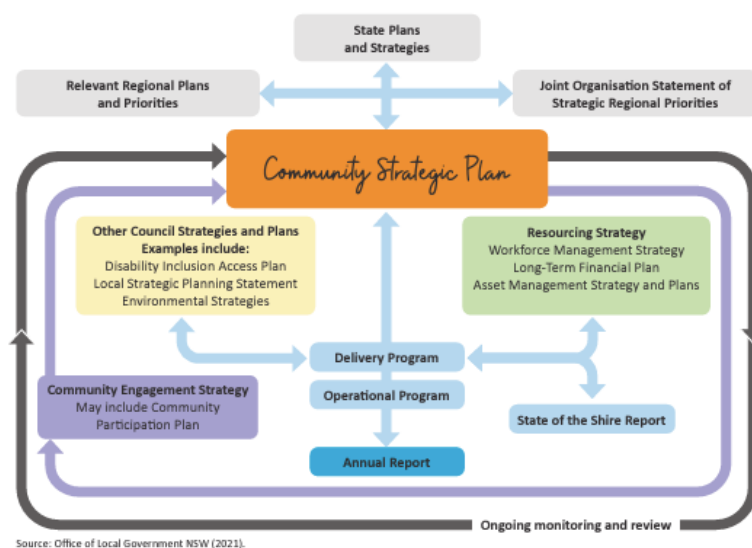 State Plans
and Strategies
Relevant Regional Plans
and Priorities
Joint Organisation Statement of
Strategic Regional Priorities
Community Strategic Plan
Other Council Strategies and Plans
Examples include:
Disability Inclusion Access Plan
Local Strategic Planning Statement
Environmental Strategies
Resourcing Strategy
Workforce Management Strategy
Long-Term Financial Plan
Asset Management Strategy and Plans
Delivery Program
Operational Program
Community Engagement Strategy
May include Community
Participation Plan
State of the Shire Report
Annual Report
Ongoing monitoring and review
Source: Office of Local Government NSW (2021).